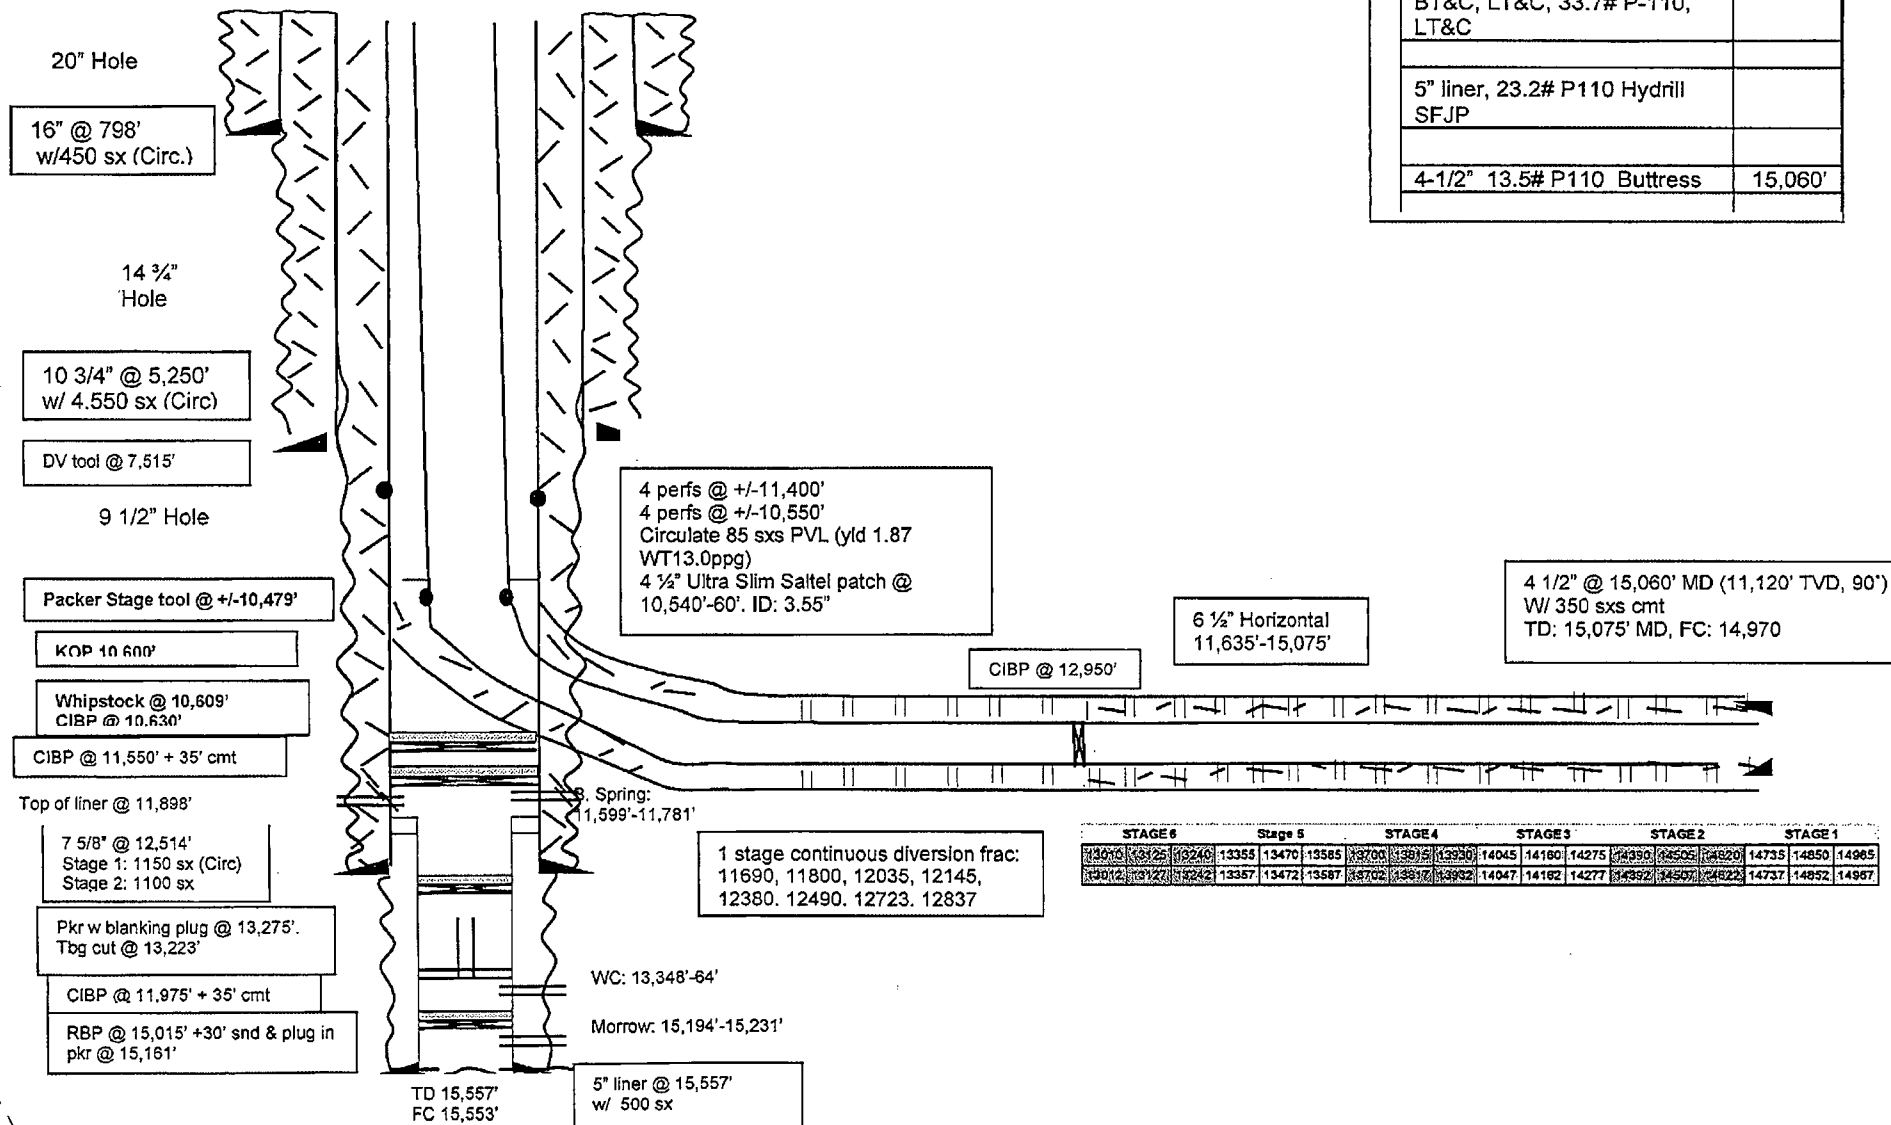 BT&C, LT&C, 33.7# P-110,
LT&C
5" liner, 23.2# P110 Hydrill
SFJP
4-1/2" 13.5# P110 Buttress 15,060'
20" Hole
16" @ 798'
w/450 sx (Circ.)
14 ¾"
Hole
10 3/4" @ 5,250'
w/ 4.550 sx (Circ)
DV tool @ 7,515'
9 1/2" Hole
Packer Stage tool @ +/-10,479'
KOP 10,600'
Whipstock @ 10,609'
CIBP @ 10,630'
CIBP @ 11,550' + 35' cmt
Top of liner @ 11,898'
7 5/8" @ 12,514'
Stage 1: 1150 sx (Circ)
Stage 2: 1100 sx
Pkr w blanking plug @ 13,275'.
Tbg cut @ 13,223'
CIBP @ 11,975' + 35' cmt
RBP @ 15,015' +30' snd & plug in
pkr @ 15,161'
4 perfs @ +/-11,400'
4 perfs @ +/-10,550'
Circulate 85 sxs PVL (yld 1.87
WT13.0ppg)
4 ½" Ultra Slim Saltel patch @
10,540'-60'. ID: 3.55"
CIBP @ 12,950'
6 ½" Horizontal
11,635'-15,075'
4 1/2" @ 15,060' MD (11,120' TVD, 90°)
W/ 350 sxs cmt
TD: 15,075' MD, FC: 14,970
B. Spring:
11,599'-11,781'
1 stage continuous diversion frac:
11690, 11800, 12035, 12145,
12380. 12490. 12723. 12837
STAGE 6 Stage 5 STAGE 4 STAGE 3 STAGE 2 STAGE 1
13010 13125 13240 13355 13470 13585 13700 13815 13930 14045 14160 14275 14390 14505 14620 14735 14850 14965
13012 13127 13242 13357 13472 13587 13702 13817 13932 14047 14162 14277 14392 14507 14622 14737 14852 14967
WC: 13,348'-64'
Morrow: 15,194'-15,231'
TD 15,557'
FC 15,553'
5" liner @ 15,557'
w/ 500 sx